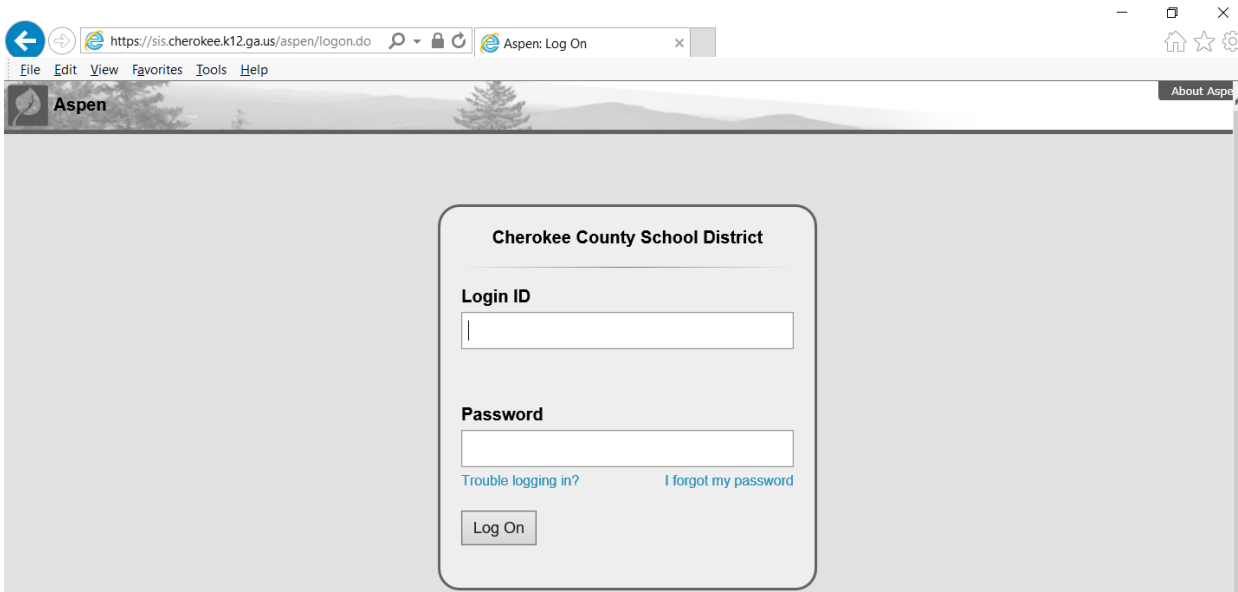 https://sis.cherokee.k12.ga.us/aspen/logon.do Aspen: Log On
File Edit View Favorites Tools Help
Aspen About Aspe
Cherokee County School District
Login ID
Password
Trouble logging in? I forgot my password
Log On